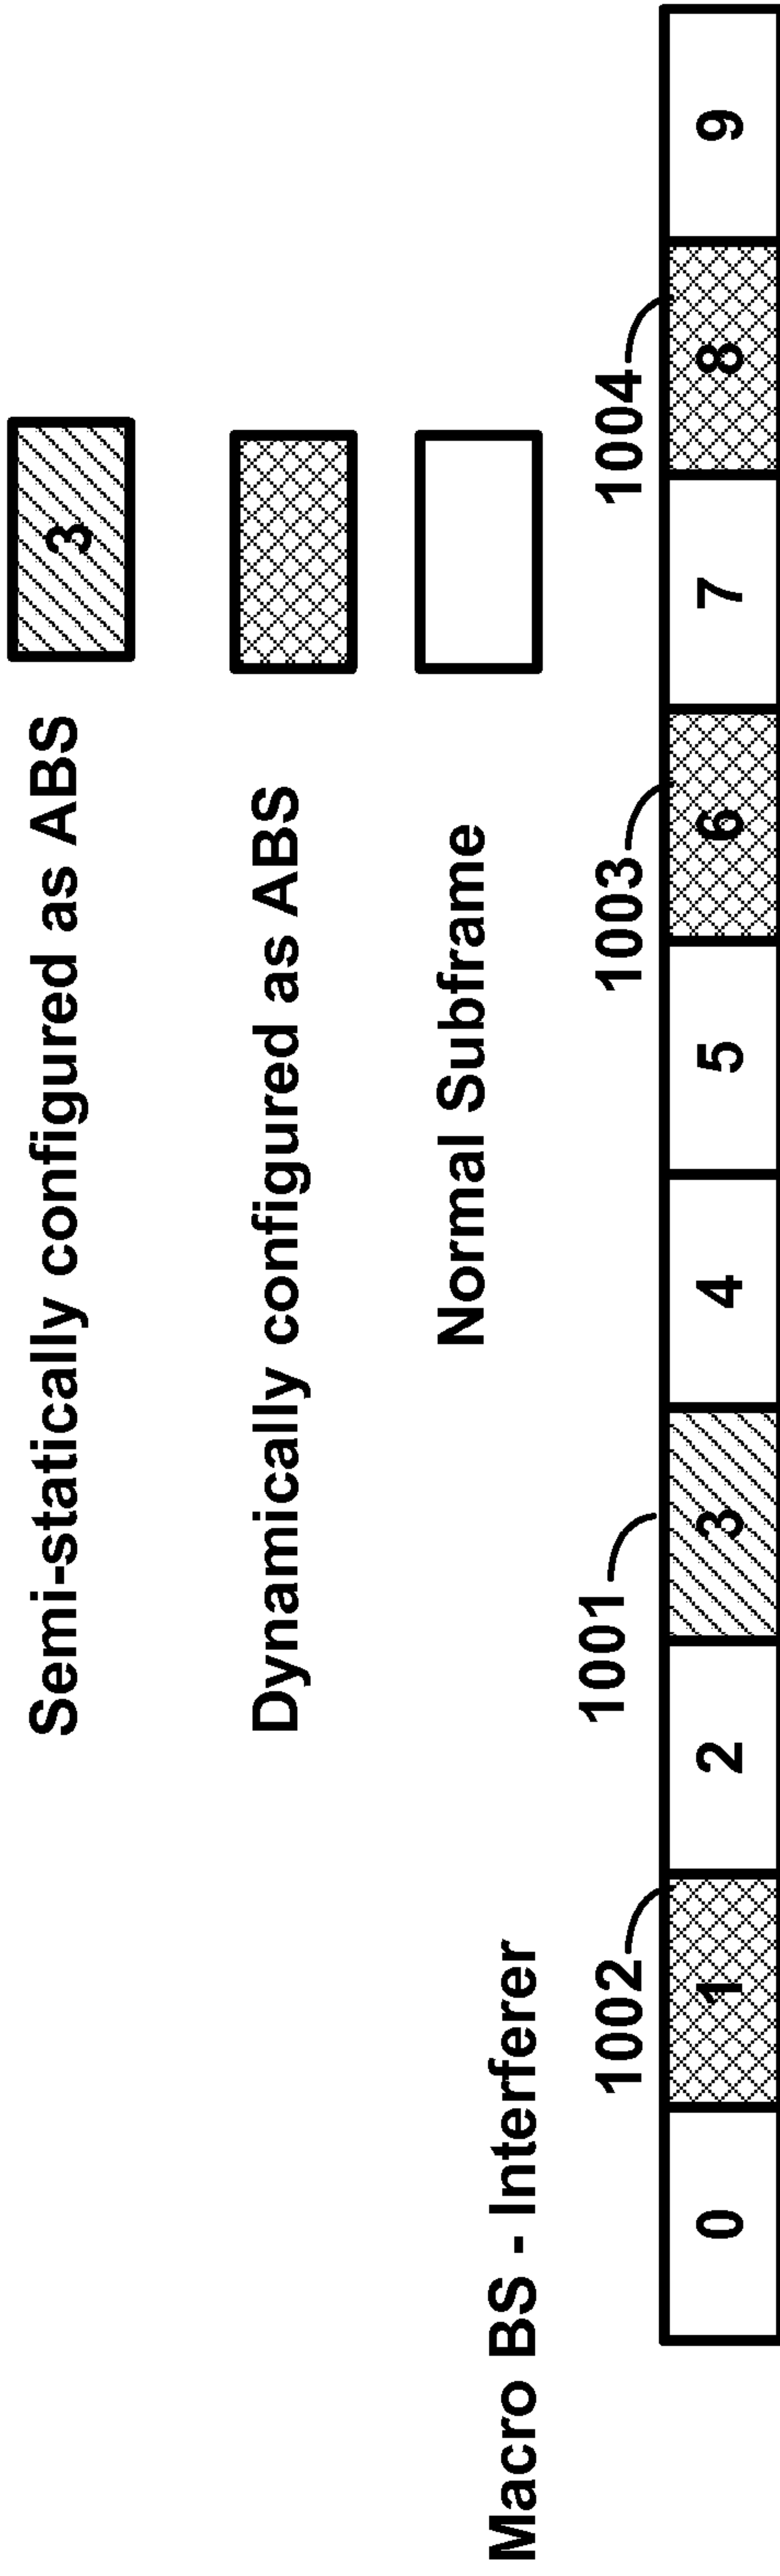 Semi-statically configured as ABS 3
Dynamically configured as ABS
Normal Subframe
Macro BS - Interferer
1002 1001 1003 1004
0 1 2 3 4 5 6 7 8 9